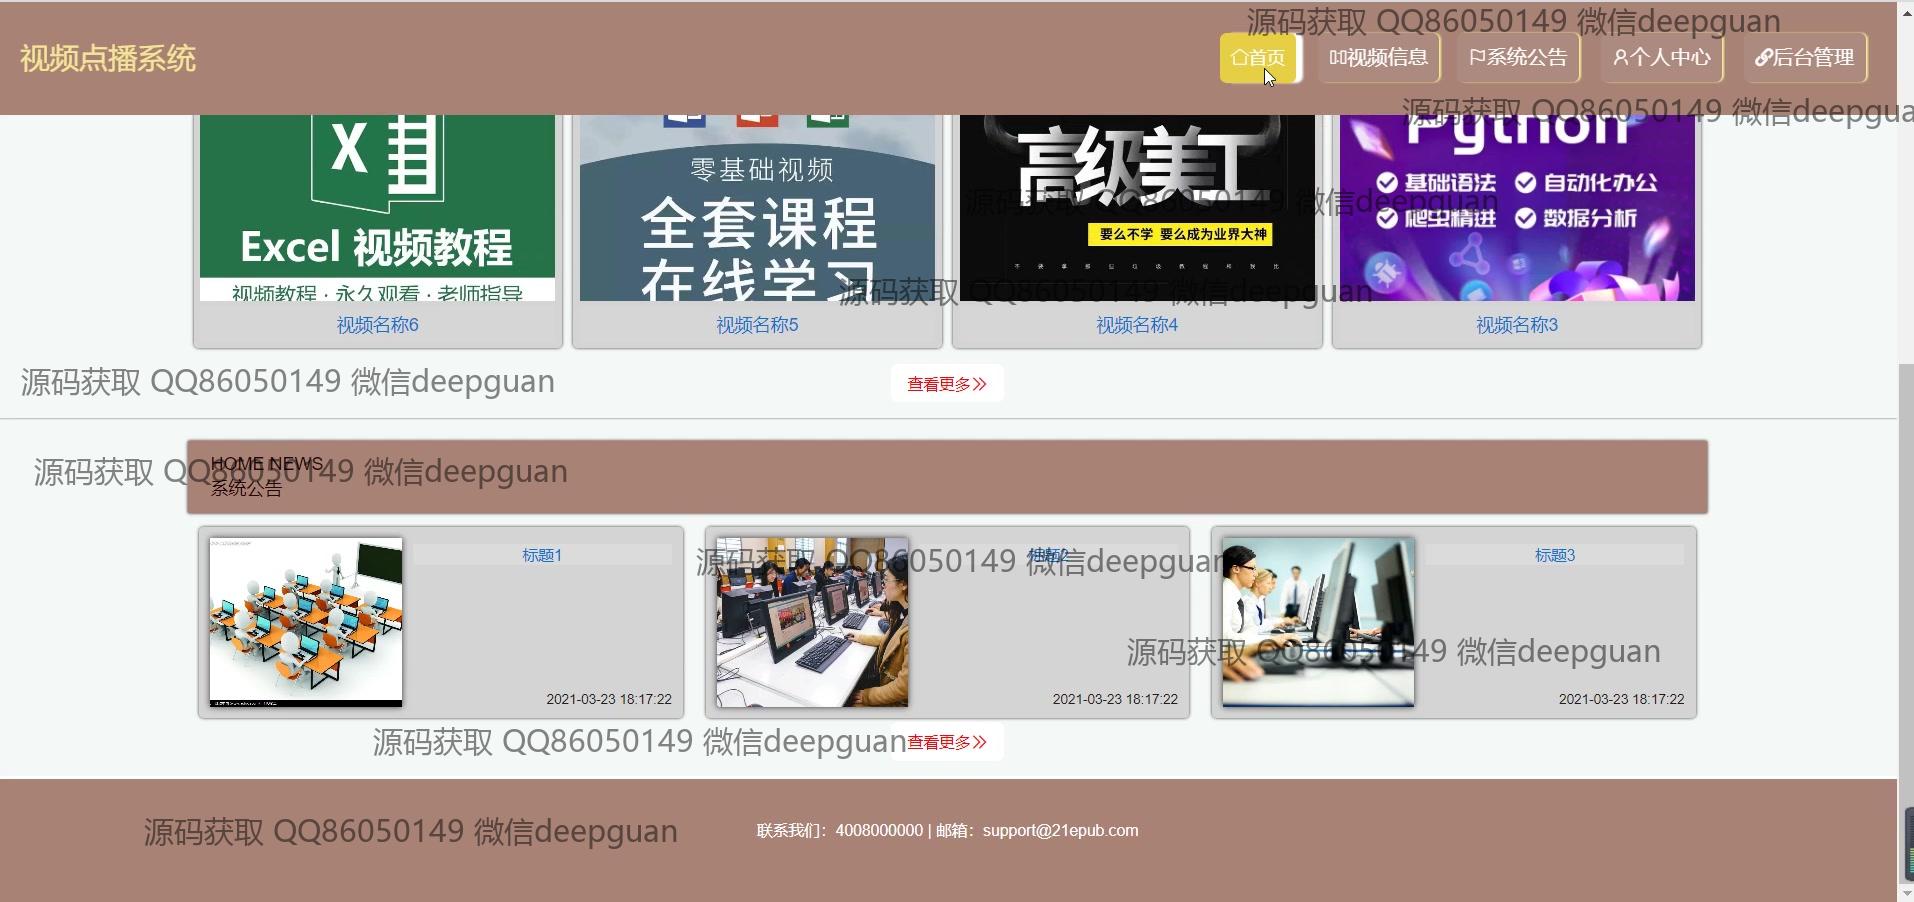 源码获取 QQ86050149 微信deepguan
视频点播系统
首页
视频信息
系统公告
个人中心
后台管理
源码获取 QQ86050149 微信deepgua
Excel 视频教程
视频教程 · 永久观看 · 老师指导
零基础视频
全套课程
在线学习
高级美工
要么不学 要么成为业界大神
Python
基础语法
自动化办公
爬虫精进
数据分析
源码获取 QQ86050149 微信deepguan
源码获取 QQ86050149 微信deepguan
视频名称6
视频名称5
视频名称4
视频名称3
源码获取 QQ86050149 微信deepguan
查看更多
HOME NEWS
系统公告
源码获取 QQ86050149 微信deepguan
标题1
标题2
标题3
源码获取 QQ86050149 微信deepguan
源码获取 QQ86050149 微信deepguan
2021-03-23 18:17:22
2021-03-23 18:17:22
2021-03-23 18:17:22
源码获取 QQ86050149 微信deepguan
查看更多
源码获取 QQ86050149 微信deepguan
联系我们：4008000000 | 邮箱：support@21epub.com